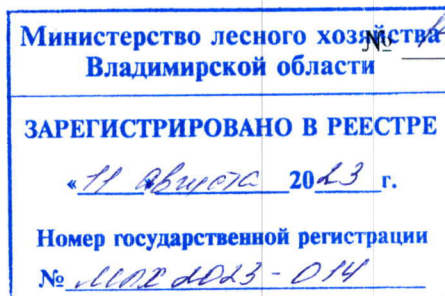 Министерство лесного хозяйства №
Владимирской области
ЗАРЕГИСТРИРОВАНО В РЕЕСТРЕ
«11 августа 2023 г.
Номер государственной регистрации
№ МЛХ 2023-014